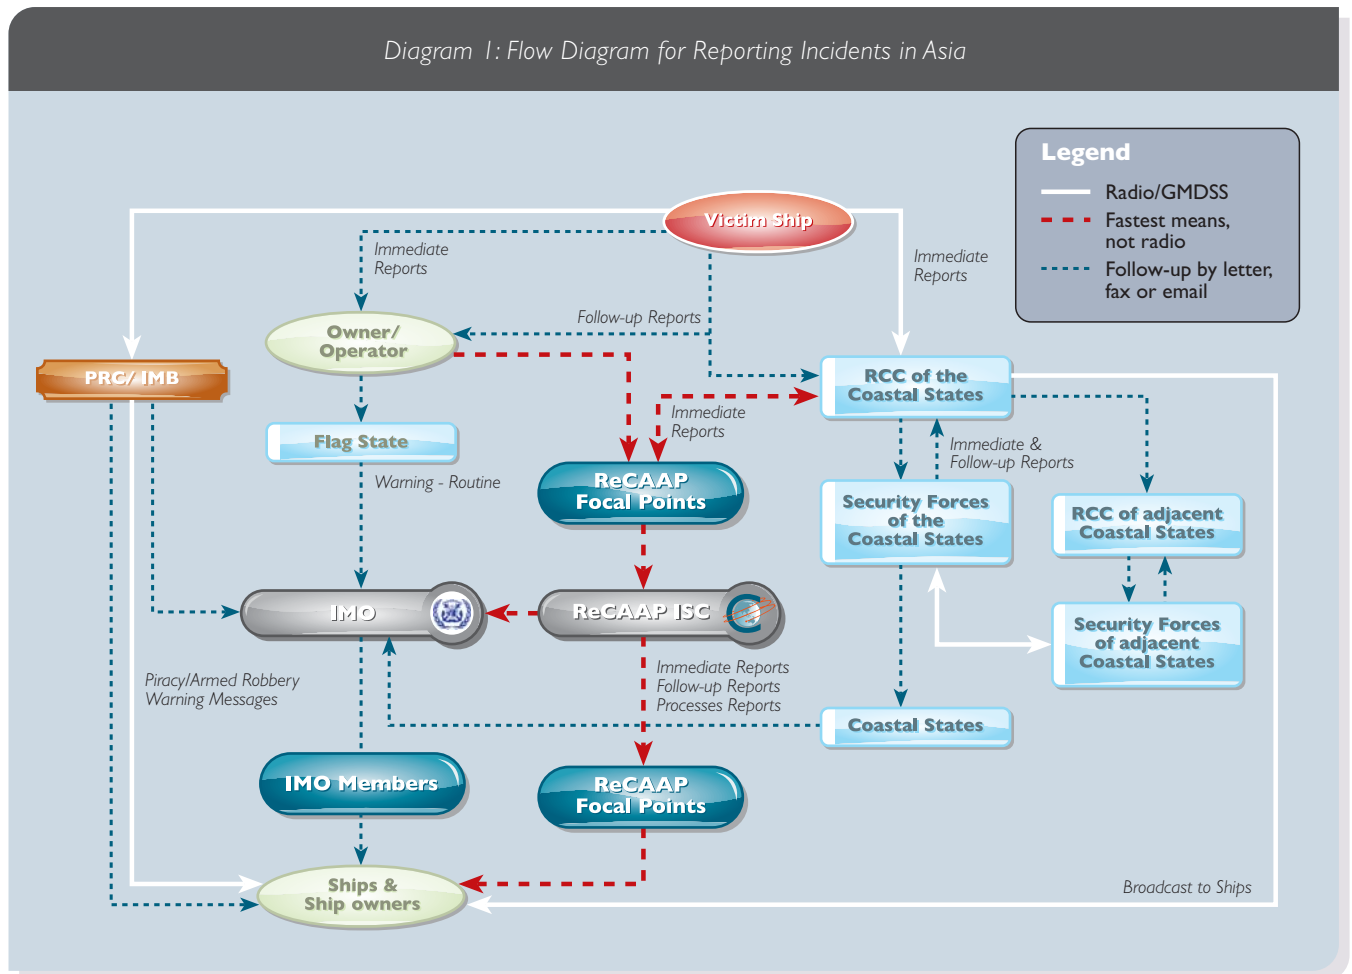 Diagram 1: Flow Diagram for Reporting Incidents in Asia
Legend
Radio/GMDSS
Fastest means,
not radio
Follow-up by letter,
fax or email
Victim Ship
Immediate
Reports
Immediate
Reports
Follow-up Reports
Owner/
Operator
PRC/ IMB
RCC of the
Coastal States
Immediate
Reports
Flag State
Immediate &
Follow-up Reports
Warning - Routine
ReCAAP
Focal Points
Security Forces
of the
Coastal States
RCC of adjacent
Coastal States
IMO
ReCAAP ISC
Security Forces
of adjacent
Coastal States
Piracy/Armed Robbery
Warning Messages
Immediate Reports
Follow-up Reports
Processes Reports
Coastal States
IMO Members
ReCAAP
Focal Points
Ships &
Ship owners
Broadcast to Ships